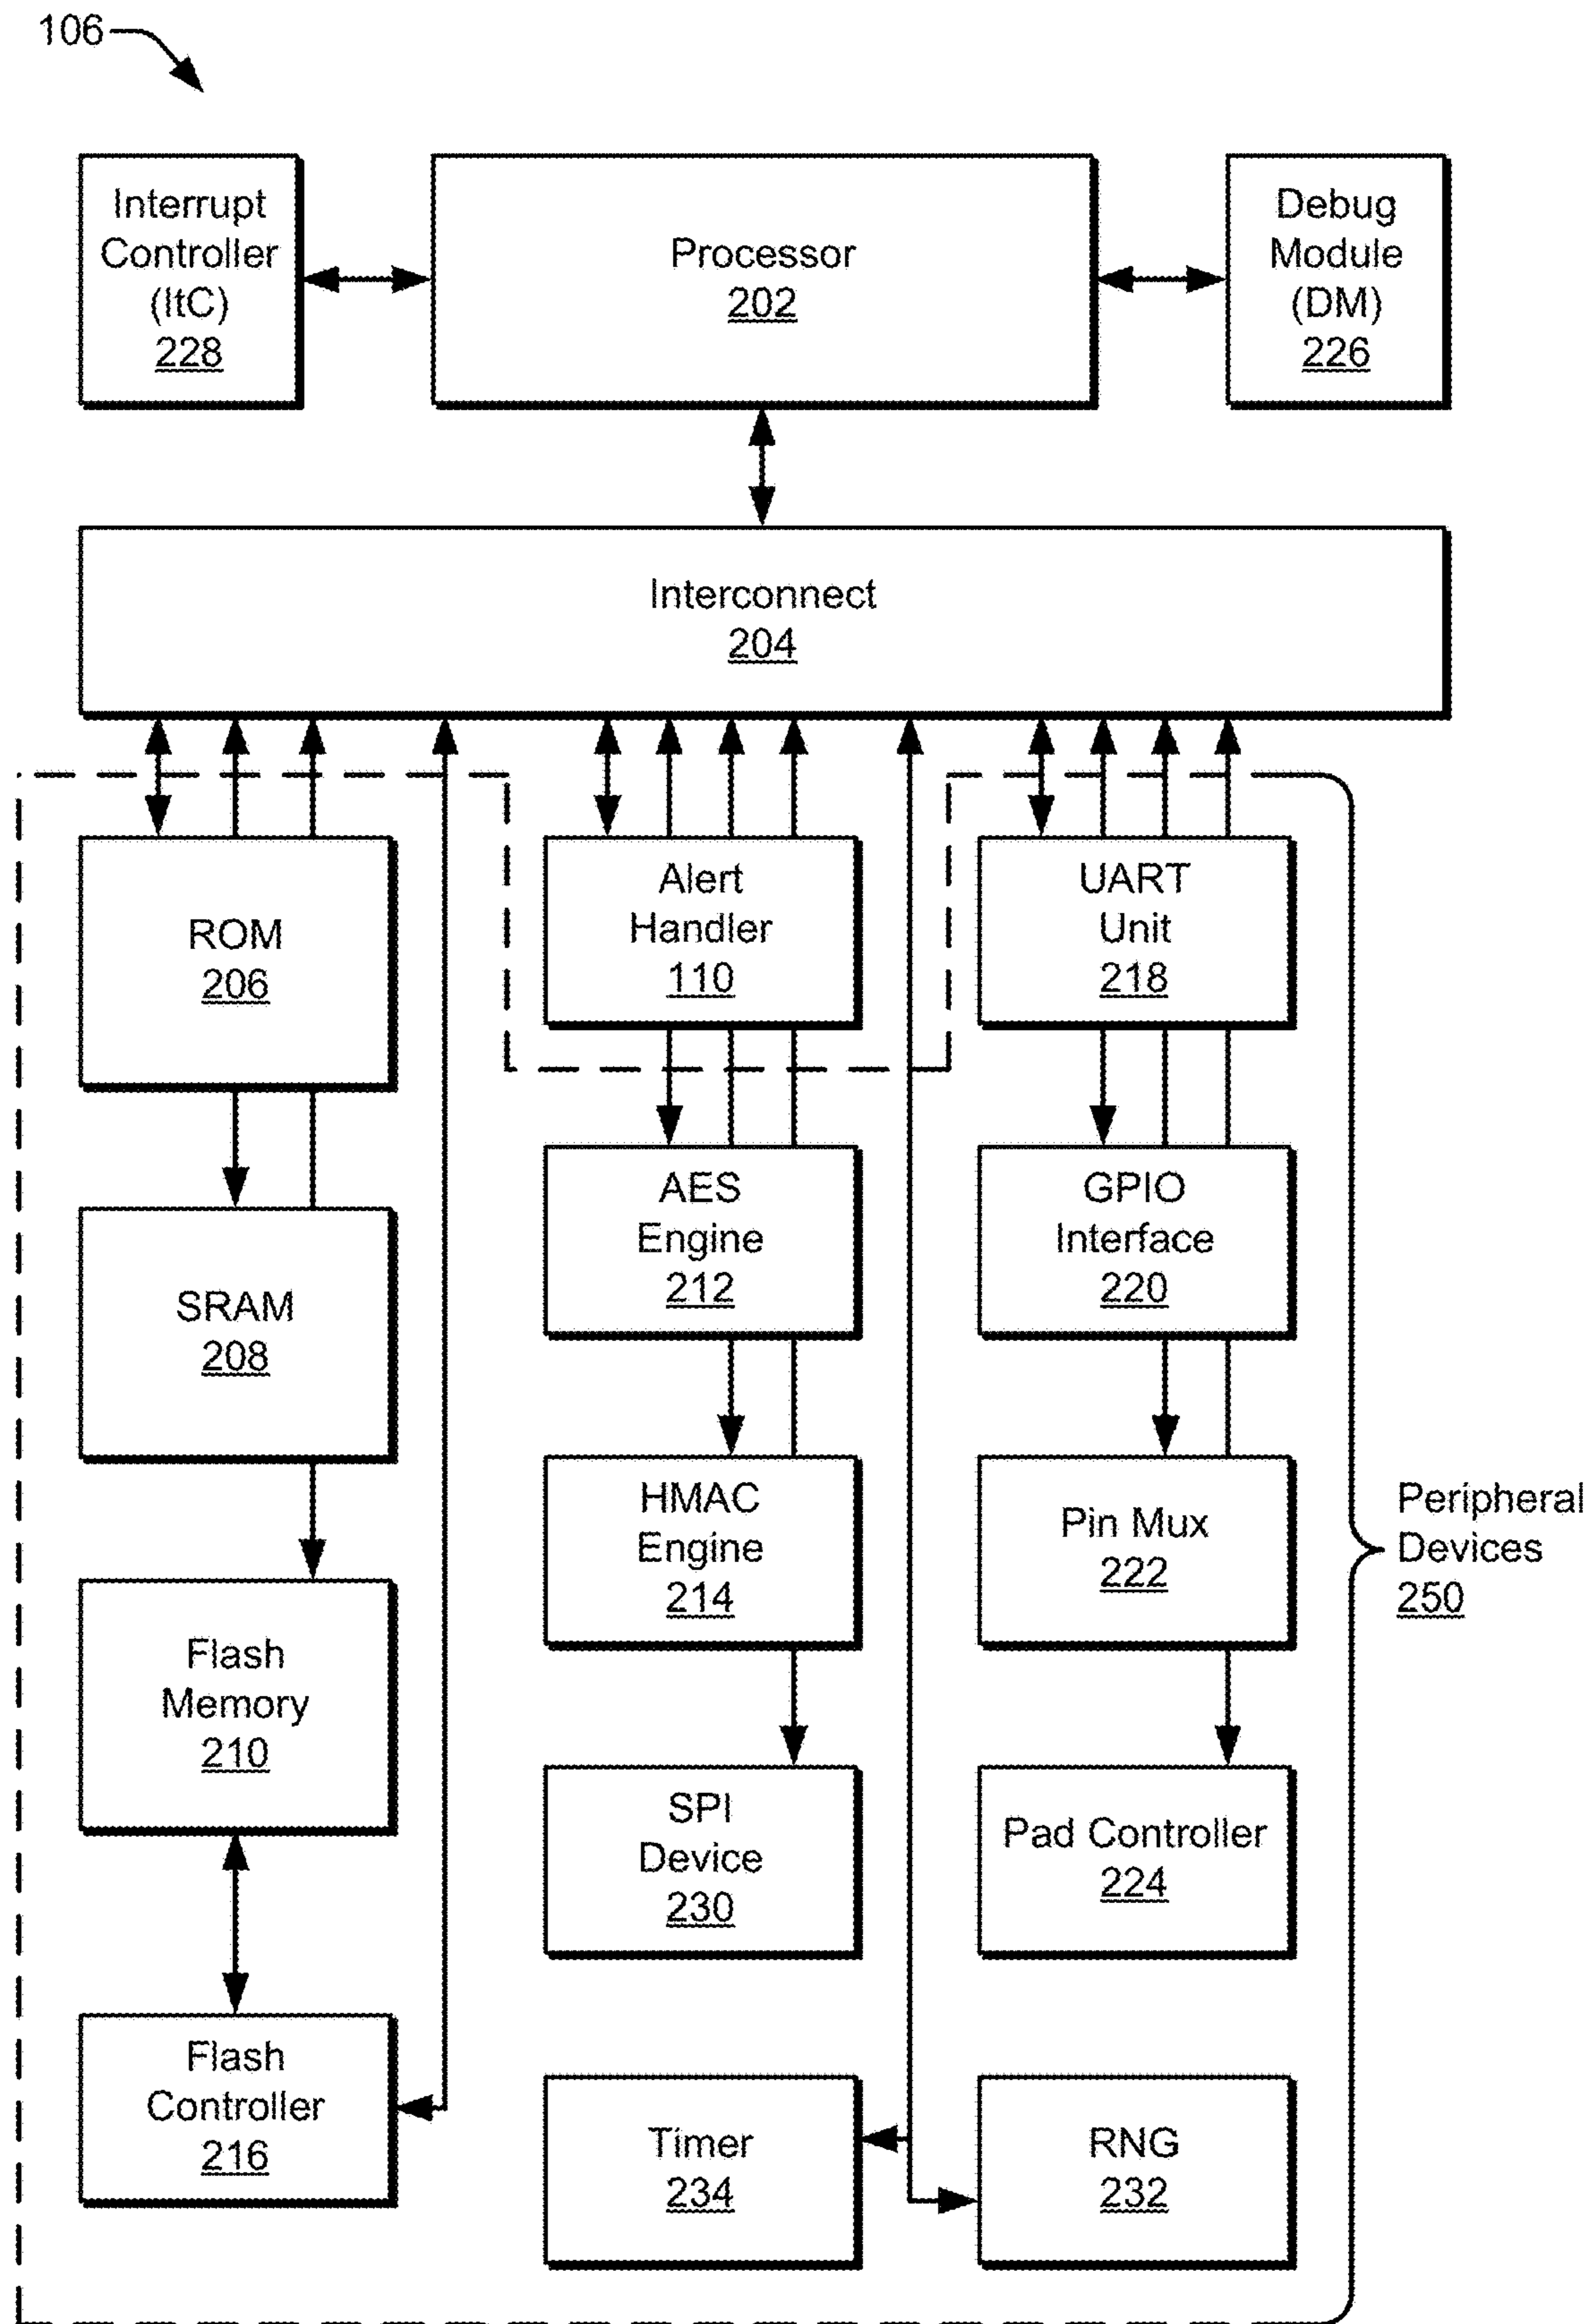 106
Interrupt
Controller
(ItC)
228
Processor
202
Debug
Module
(DM)
226
Interconnect
204
ROM
206
Alert
Handler
110
UART
Unit
218
SRAM
208
AES
Engine
212
GPIO
Interface
220
Flash
Memory
210
HMAC
Engine
214
Pin Mux
222
Peripheral
Devices
250
SPI
Device
230
Pad Controller
224
Flash
Controller
216
Timer
234
RNG
232